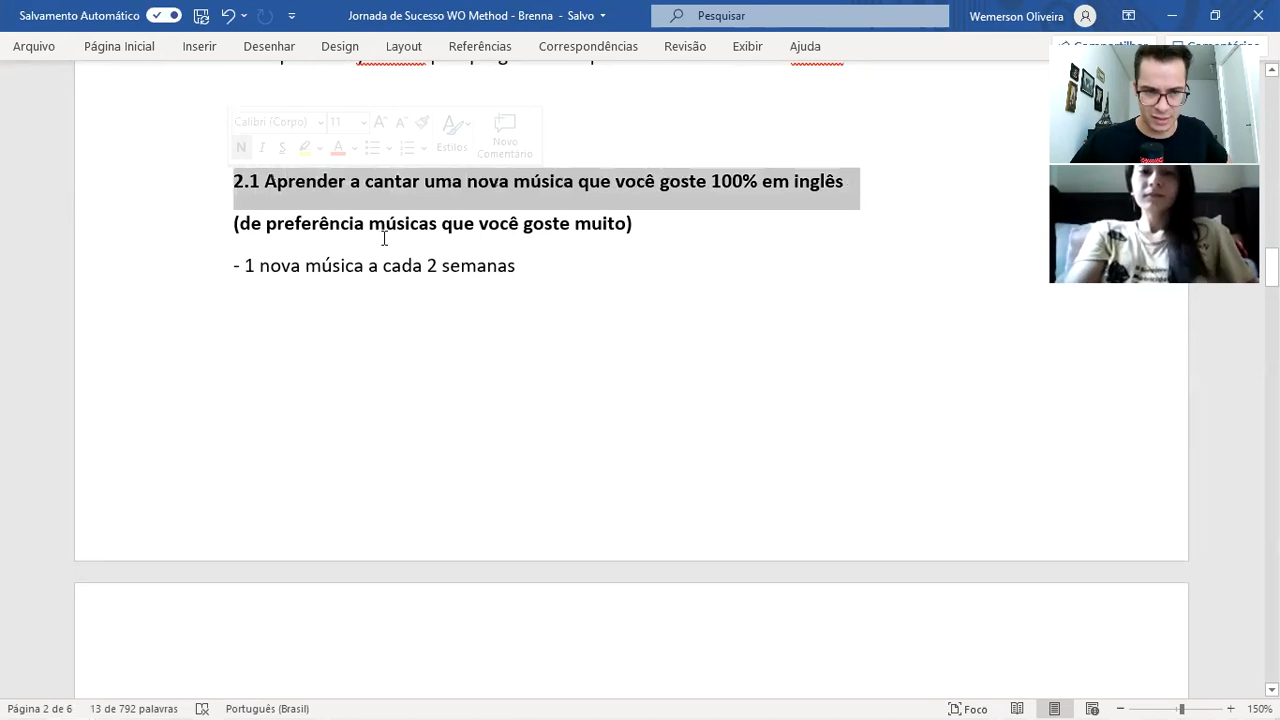 Salvamento Automático
Jornada de Sucesso WO - Brenner - Salvo
Pesquisar
Wemerson Oliveira
Arquivo Página Inicial Inserir Desenhar Design Layout Referências Correspondências Revisão Exibir Ajuda
Compartilhar Comentários
Calibri (Corpo) 11
N I S Estilos Novo
Comentário
2.1 Aprender a cantar uma nova música que você goste 100% em inglês
(de preferência músicas que você goste muito)
- 1 nova música a cada 2 semanas
Página 2 de 6 13 de 792 palavras Português (Brasil) Foco 150%